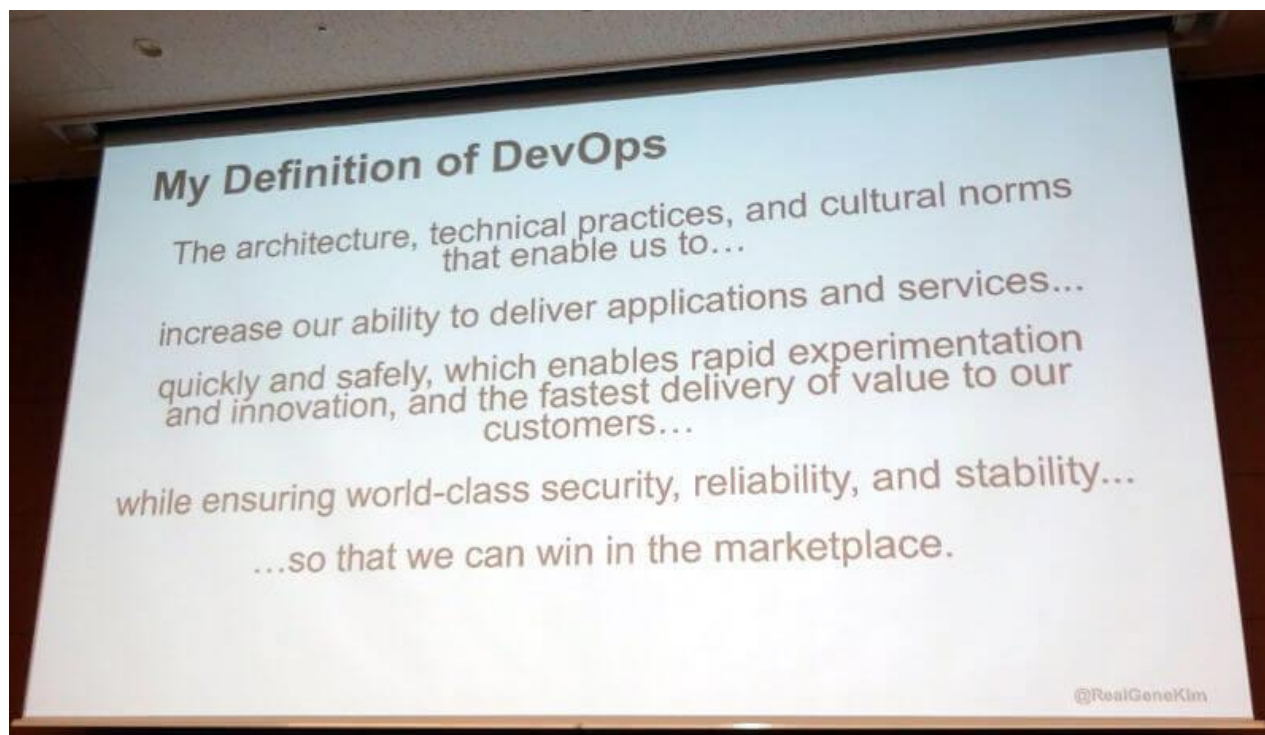 My Definition of DevOps
The architecture, technical practices, and cultural norms
that enable us to…
increase our ability to deliver applications and services…
quickly and safely, which enables rapid experimentation
and innovation, and the fastest delivery of value to our
customers…
while ensuring world-class security, reliability, and stability…
…so that we can win in the marketplace.
@RealGeneKim